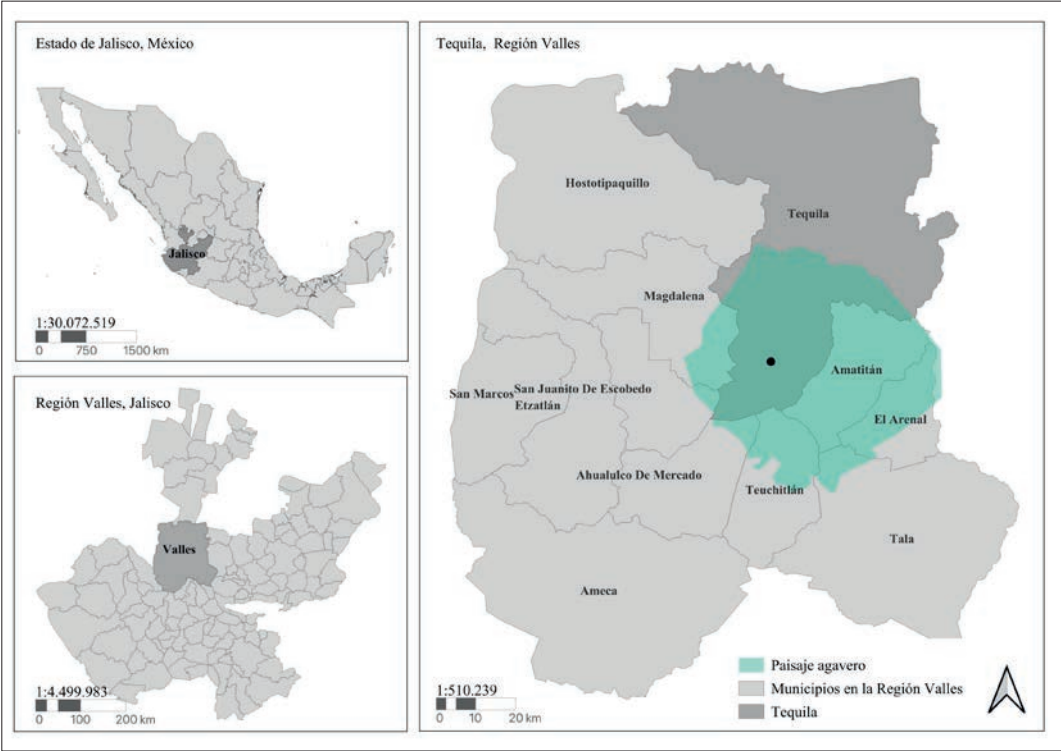 Estado de Jalisco, México
Jalisco
1:30.072.519
0 750 1500 km
Región Valles, Jalisco
Valles
1:4.499.983
0 100 200 km
Tequila, Región Valles
Hostotipaquillo
Tequila
Magdalena
Amatitán
San Marcos
San Juanito De Escobedo
Etzatlán
El Arenal
Ahualulco De Mercado
Teuchitlán
Tala
Ameca
Paisaje agavero
Municipios en la Región Valles
Tequila
1:510.239
0 10 20 km